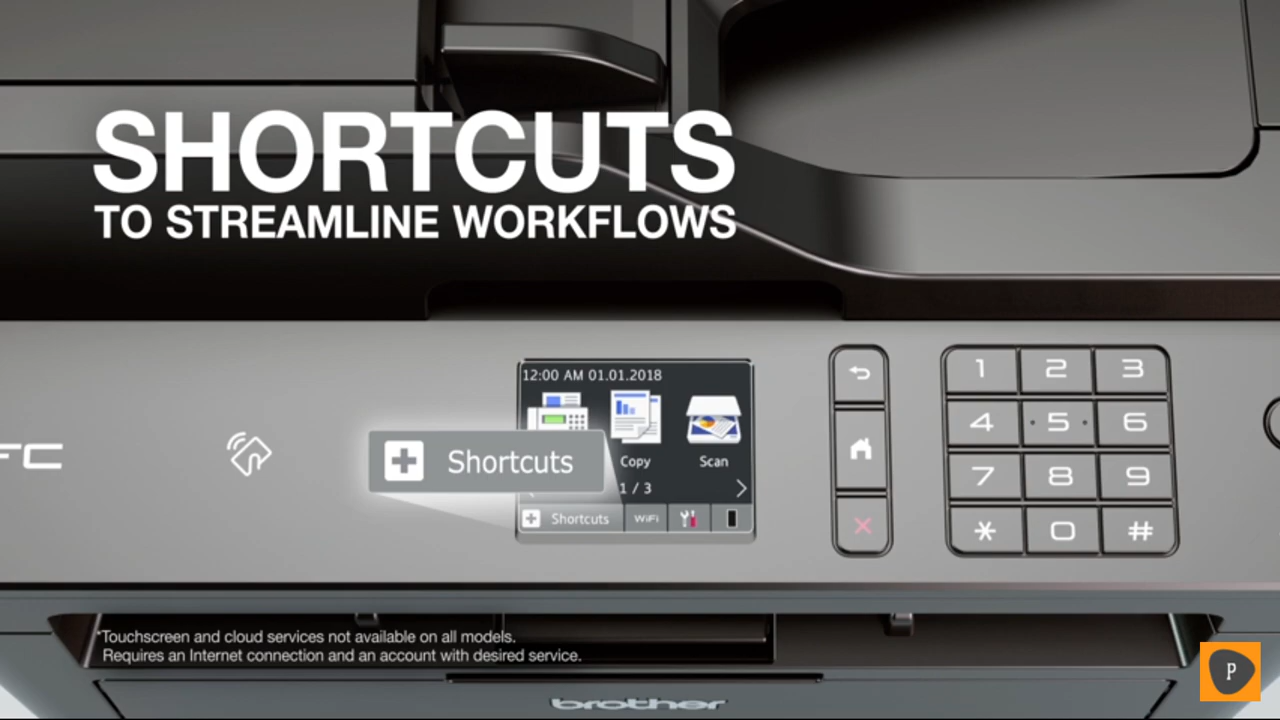 SHORTCUTS
TO STREAMLINE WORKFLOWS
12:00 AM 01.01.2018
Shortcuts
Copy
Scan
1 / 3
Shortcuts
WiFi
FC
1 2 3
4 5 6
7 8 9
* 0 #
*Touchscreen and cloud services not available on all models.
Requires an Internet connection and an account with desired service.
brother
P